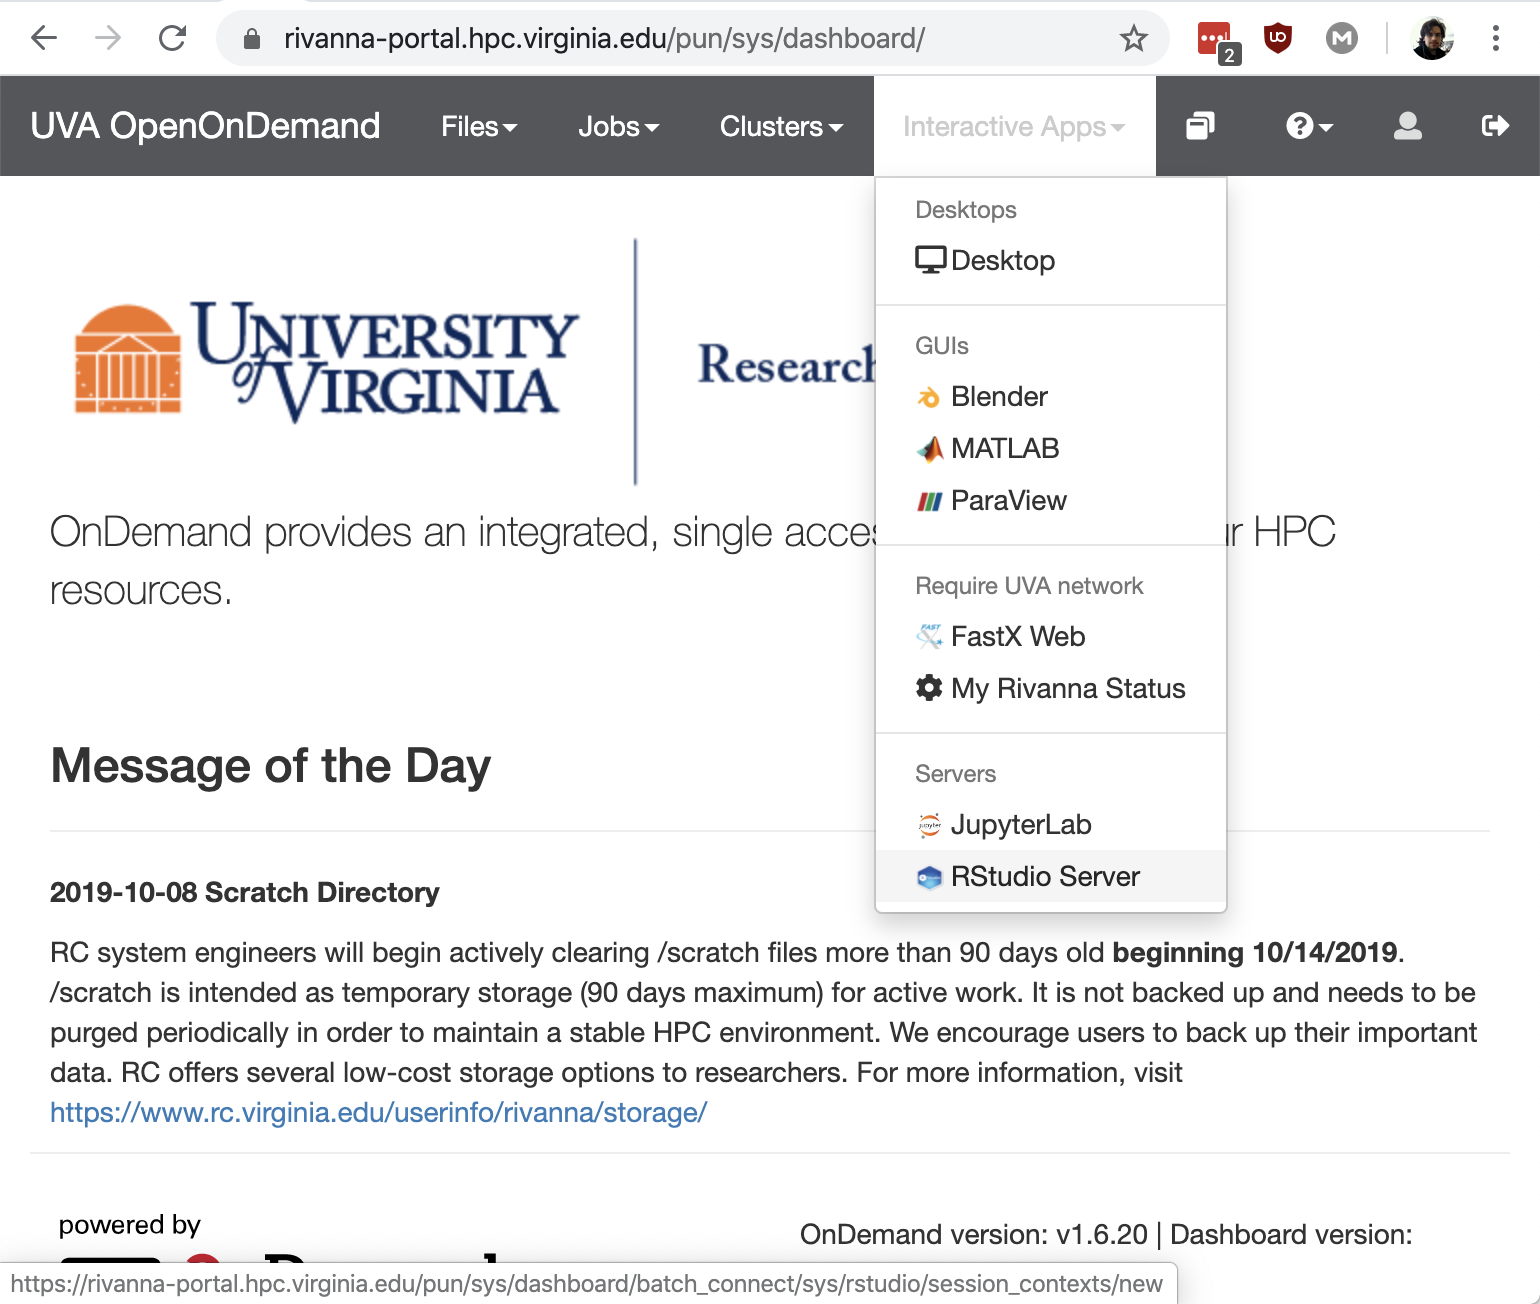 rivanna-portal.hpc.virginia.edu/pun/sys/dashboard/
2
UVA OpenOnDemand
Files
Jobs
Clusters
Interactive Apps
Desktops
Desktop
GUIs
Blender
MATLAB
ParaView
Require UVA network
FastX Web
My Rivanna Status
Servers
JupyterLab
RStudio Server
UNIVERSITY
of VIRGINIA
Research
OnDemand provides an integrated, single HPC
resources.
Message of the Day
2019-10-08 Scratch Directory
RC system engineers will begin actively clearing /scratch files more than 90 days old beginning 10/14/2019.
/scratch is intended as temporary storage (90 days maximum) for active work. It is not backed up and needs to be
purged periodically in order to maintain a stable HPC environment. We encourage users to back up their important
data. RC offers several low-cost storage options to researchers. For more information, visit
https://www.rc.virginia.edu/userinfo/rivanna/storage/
powered by
OnDemand version: v1.6.20 | Dashboard version:
https://rivanna-portal.hpc.virginia.edu/pun/sys/dashboard/batch_connect/sys/rstudio/session_contexts/new